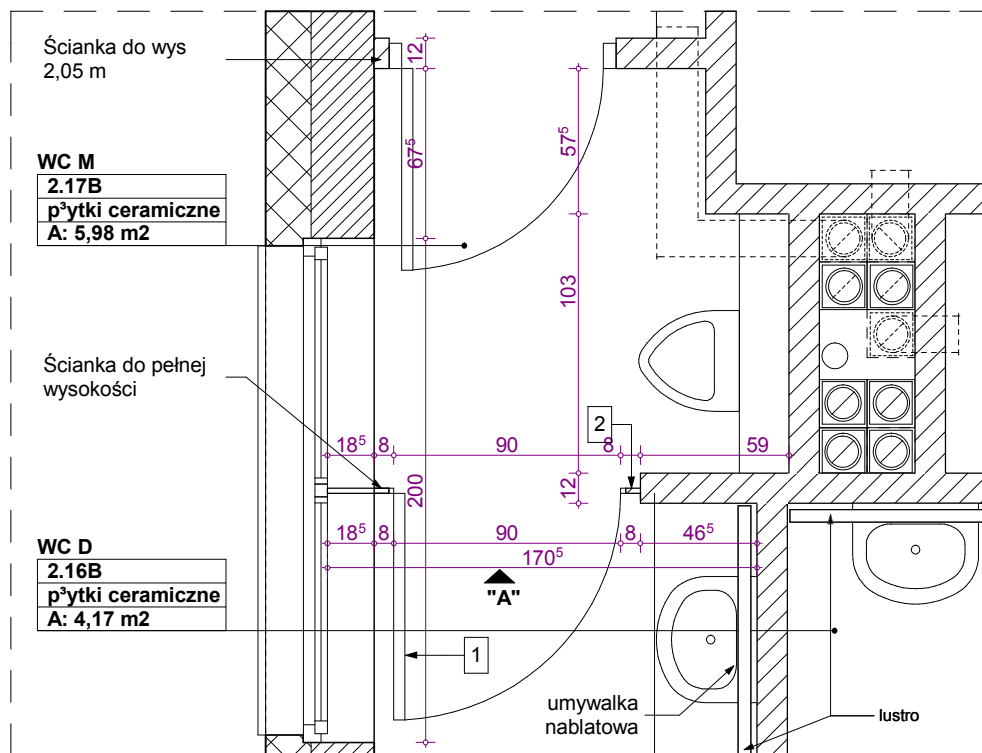 Ścianka do wys
2,05 m
12
67⁵
57⁵
WC M
2.17B
p³ytki ceramiczne
A: 5,98 m2
103
Ścianka do pełnej
wysokości
2
18⁵ 8 90 8 59
200
12
18⁵ 8 90 8 46⁵
170⁵
"A"
WC D
2.16B
p³ytki ceramiczne
A: 4,17 m2
1
umywalka
nablatowa
lustro